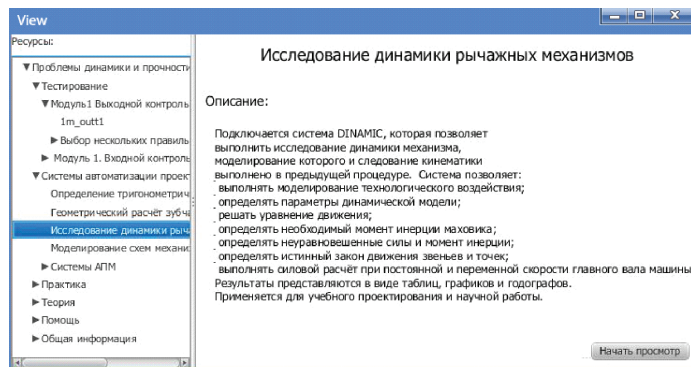 View
Ресурсы:
▼Проблемы динамики и прочности
▼Тестирование
▼Модуль1 Выходной контроль
1m_outt1
►Выбор нескольких правиль
► Модуль 1. Входной контроль
▼Системы автоматизации проек
Определение тригонометрич
Геометрический расчёт зубча
Исследование динамики рыча
Моделирование схем механи
►Системы АПМ
►Практика
►Теория
►Помощь
►Общая информация
Исследование динамики рычажных механизмов
Описание:
Подключается система DINAMIC, которая позволяет
выполнить исследование динамики механизма,
моделирование которого и следование кинематики
выполнено в предыдущей процедуре. Система позволяет:
выполнять моделирование технологического воздействия;
определять параметры динамической модели;
решать уравнение движения;
определять необходимый момент инерции маховика;
определять неуравновешенные силы и момент инерции;
определять истинный закон движения звеньев и точек;
выполнять силовой расчёт при постоянной и переменной скорости главного вала машины
Результаты представляются в виде таблиц, графиков и годографов.
Применяется для учебного проектирования и научной работы.
Начать просмотр